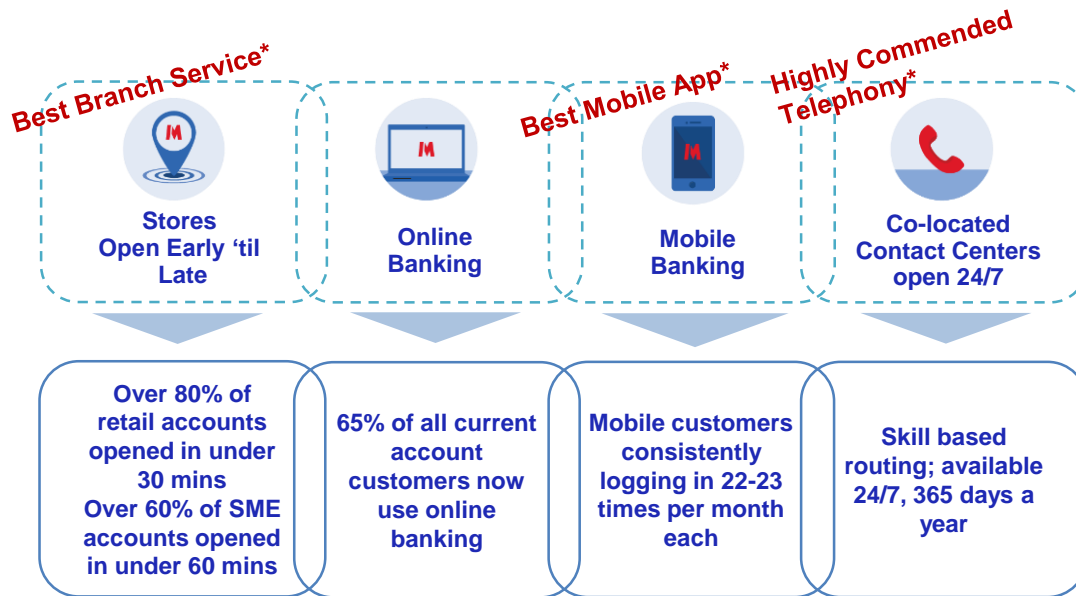 Best Branch Service*
Best Mobile App*
Highly Commended
Telephony*
M
Stores
Open Early ‘til
Late
M
Online
Banking
M
Mobile
Banking
Co-located
Contact Centers
open 24/7
Over 80% of
retail accounts
opened in under
30 mins
Over 60% of SME
accounts opened
in under 60 mins
65% of all current
account
customers now
use online
banking
Mobile customers
consistently
logging in 22-23
times per month
each
Skill based
routing; available
24/7, 365 days a
year